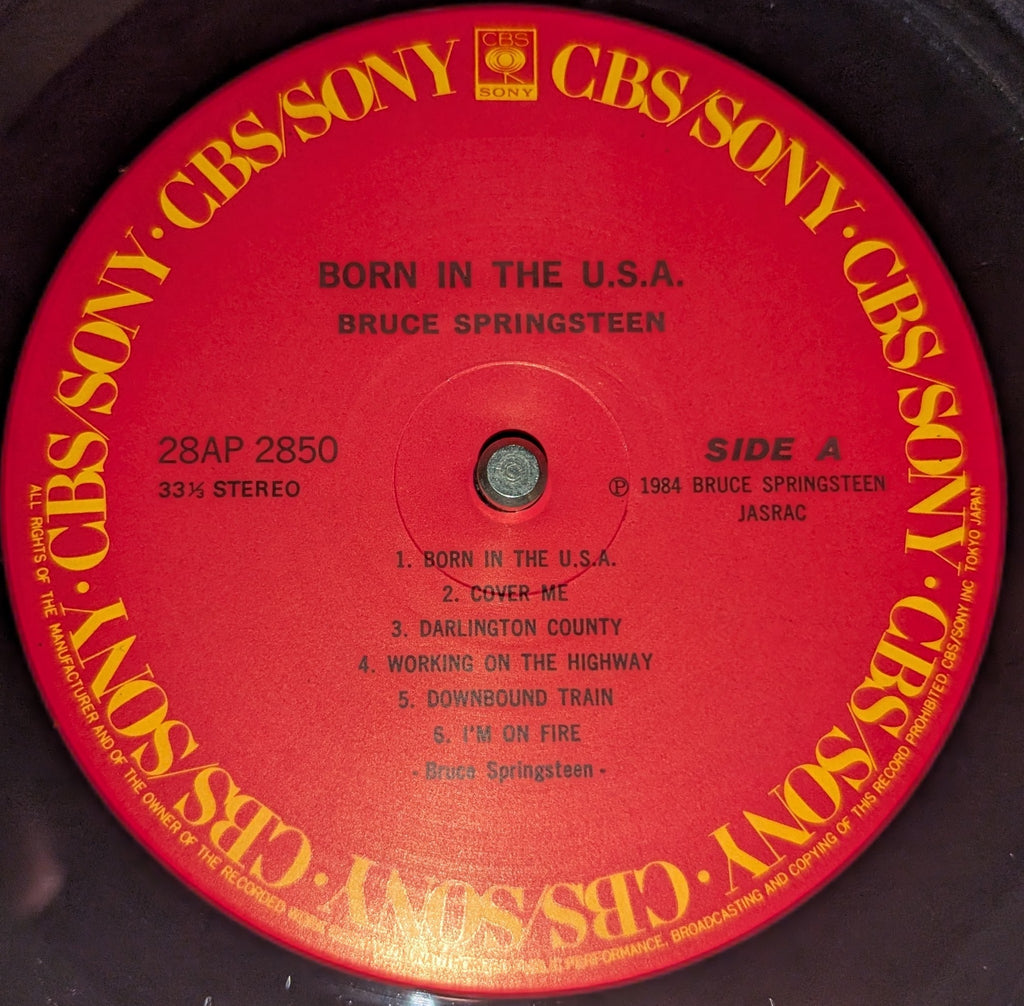 CBS
SONY
CBS/SONY · CBS/SONY · CBS/SONY · CBS/SONY · CBS/SONY · CBS/SONY · CBS/SONY · CBS/SONY
BORN IN THE U.S.A.
BRUCE SPRINGSTEEN
28AP 2850
33⅓ STEREO
SIDE A
Ⓟ 1984 BRUCE SPRINGSTEEN
JASRAC
1. BORN IN THE U.S.A.
2. COVER ME
3. DARLINGTON COUNTY
4. WORKING ON THE HIGHWAY
5. DOWNBOUND TRAIN
6. I'M ON FIRE
- Bruce Springsteen -
ALL RIGHTS OF THE MANUFACTURER AND OF THE OWNER OF THE RECORDED PERFORMANCE, BROADCASTING AND COPYING OF THIS RECORD PROHIBITED CBS/SONY INC TOKYO JAPAN